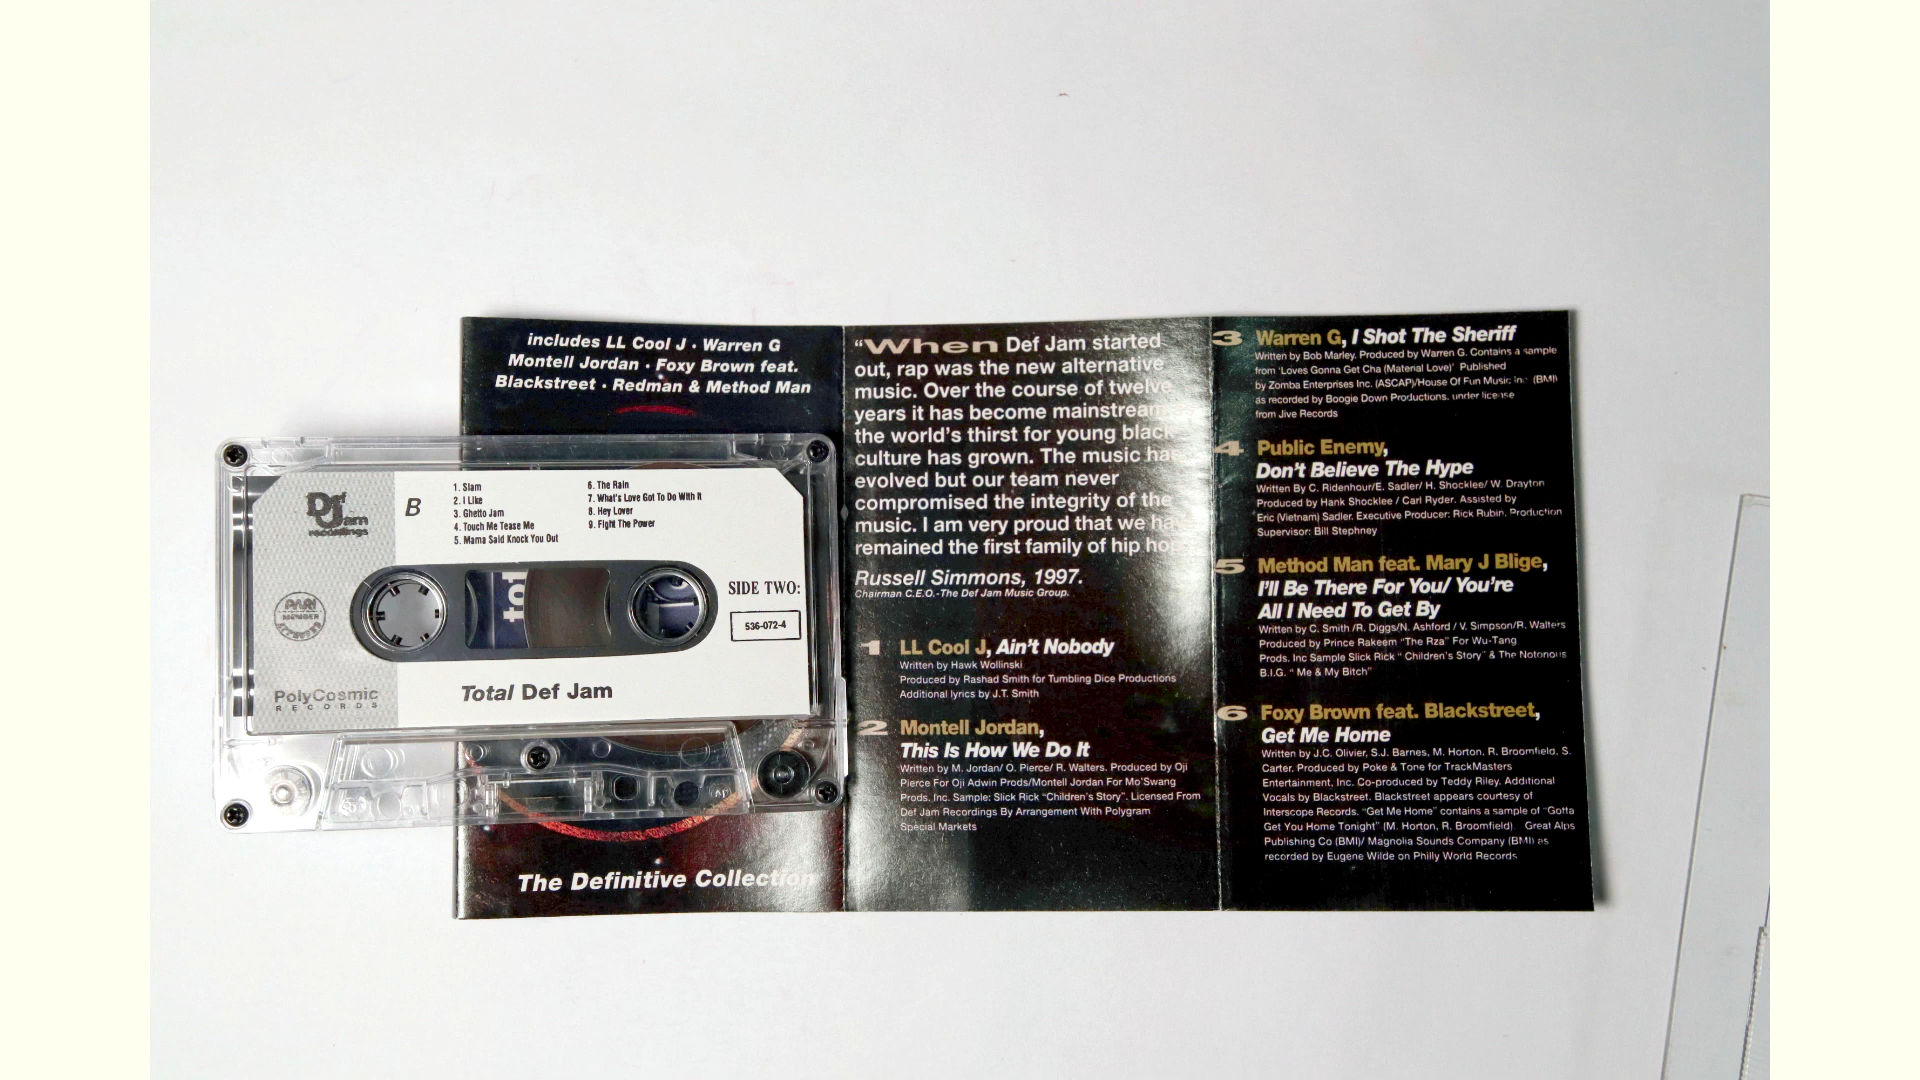 includes LL Cool J · Warren G
Montell Jordan · Foxy Brown feat.
Blackstreet · Redman & Method Man
Def Jam
recordings
B
1. Slam
2. I Like
3. Ghetto Jam
4. Touch Me Tease Me
5. Mama Said Knock You Out
6. The Rain
7. What's Love Got To Do With It
8. Hey Lover
9. Fight The Power
PARI
MEMBER
SIDE TWO:
536-072-4
PolyCosmic
RECORDS
Total Def Jam
The Definitive Collection
“When Def Jam started
out, rap was the new alternative
music. Over the course of twelve
years it has become mainstream
the world's thirst for young black
culture has grown. The music has
evolved but our team never
compromised the integrity of the
music. I am very proud that we ha
remained the first family of hip hop
Russell Simmons, 1997.
Chairman C.E.O.-The Def Jam Music Group.
1 LL Cool J, Ain't Nobody
Written by Hawk Wollinski
Produced by Rashad Smith for Tumbling Dice Productions
Additional lyrics by J.T. Smith
2 Montell Jordan,
This Is How We Do It
Written by M. Jordan/ O. Pierce/ R. Walters. Produced by Oji
Pierce For Oji Adwin Prods/Montell Jordan For Mo'Swang
Prods. Inc. Sample: Slick Rick “Children's Story”. Licensed From
Def Jam Recordings By Arrangement With Polygram
Special Markets
3 Warren G, I Shot The Sheriff
Written by Bob Marley. Produced by Warren G. Contains a sample
from 'Loves Gonna Get Cha (Material Love)' Published
by Zomba Enterprises Inc. (ASCAP)/House Of Fun Music Inc. (BMI)
as recorded by Boogie Down Productions. under license
from Jive Records
4 Public Enemy,
Don't Believe The Hype
Written By C. Ridenhour/E. Sadler/ H. Shocklee/ W. Drayton
Produced by Hank Shocklee / Carl Ryder. Assisted by
Eric (Vietnam) Sadler. Executive Producer: Rick Rubin. Production
Supervisor: Bill Stephney
5 Method Man feat. Mary J Blige,
I'll Be There For You/ You're
All I Need To Get By
Written by C. Smith /R. Diggs/N. Ashford / V. Simpson/R. Walters
Produced by Prince Rakeem “The Rza” For Wu-Tang
Prods. Inc Sample Slick Rick “ Children's Story” & The Notorious
B.I.G. “ Me & My Bitch”
6 Foxy Brown feat. Blackstreet,
Get Me Home
Written by J.C. Olivier, S.J. Barnes, M. Horton, R. Broomfield, S.
Carter. Produced by Poke & Tone for TrackMasters
Entertainment, Inc. Co-produced by Teddy Riley. Additional
Vocals by Blackstreet. Blackstreet appears courtesy of
Interscope Records. “Get Me Home” contains a sample of “Gotta
Get You Home Tonight” (M. Horton, R. Broomfield) Great Alps
Publishing Co (BMI)/ Magnolia Sounds Company (BMI) as
recorded by Eugene Wilde on Philly World Records